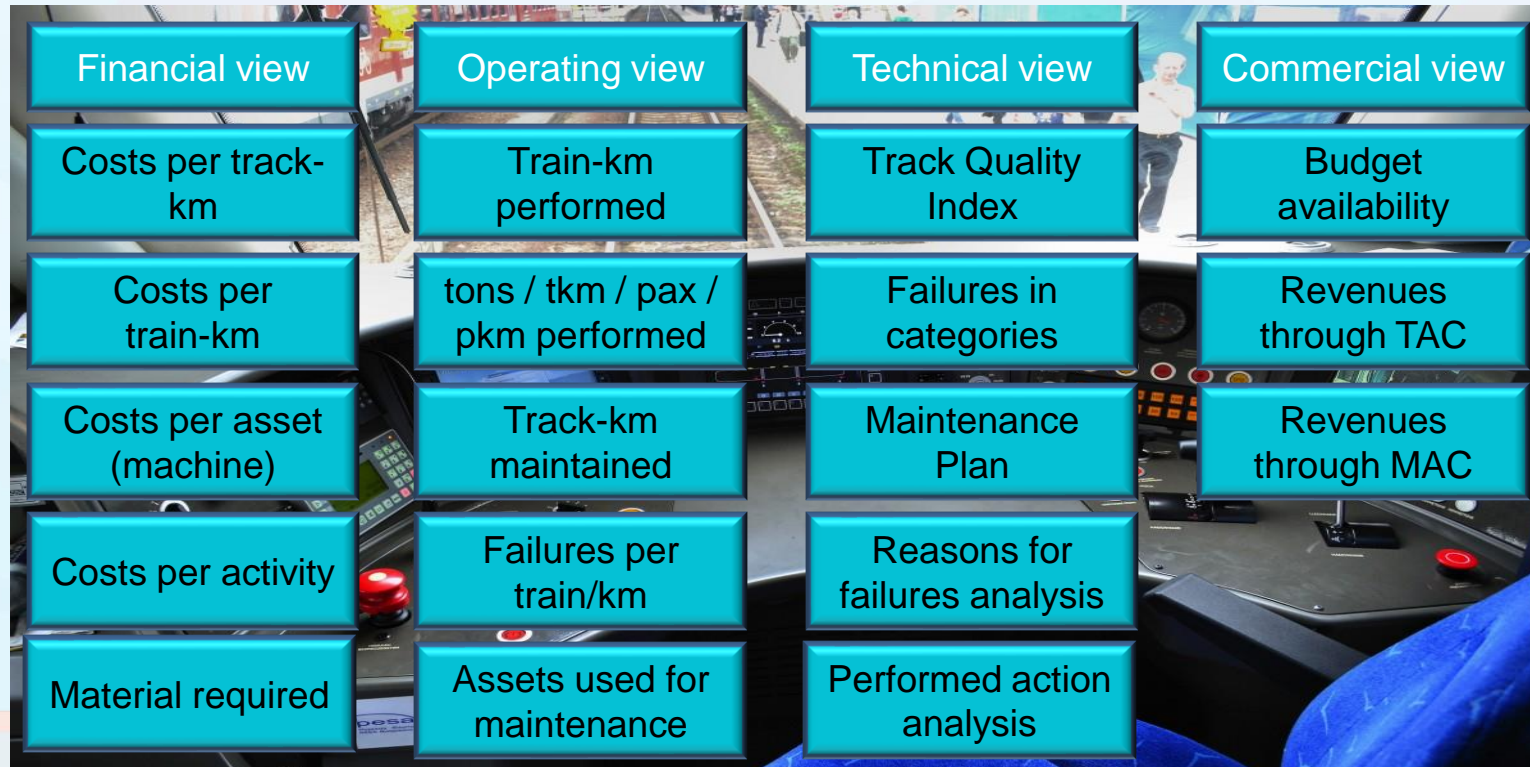 Financial view
Operating view
Technical view
Commercial view
Costs per track-
km
Train-km
performed
Track Quality
Index
Budget
availability
Costs per
train-km
tons / tkm / pax /
pkm performed
Failures in
categories
Revenues
through TAC
Costs per asset
(machine)
Track-km
maintained
Maintenance
Plan
Revenues
through MAC
Costs per activity
Failures per
train/km
Reasons for
failures analysis
Material required
Assets used for
maintenance
Performed action
analysis
pesa